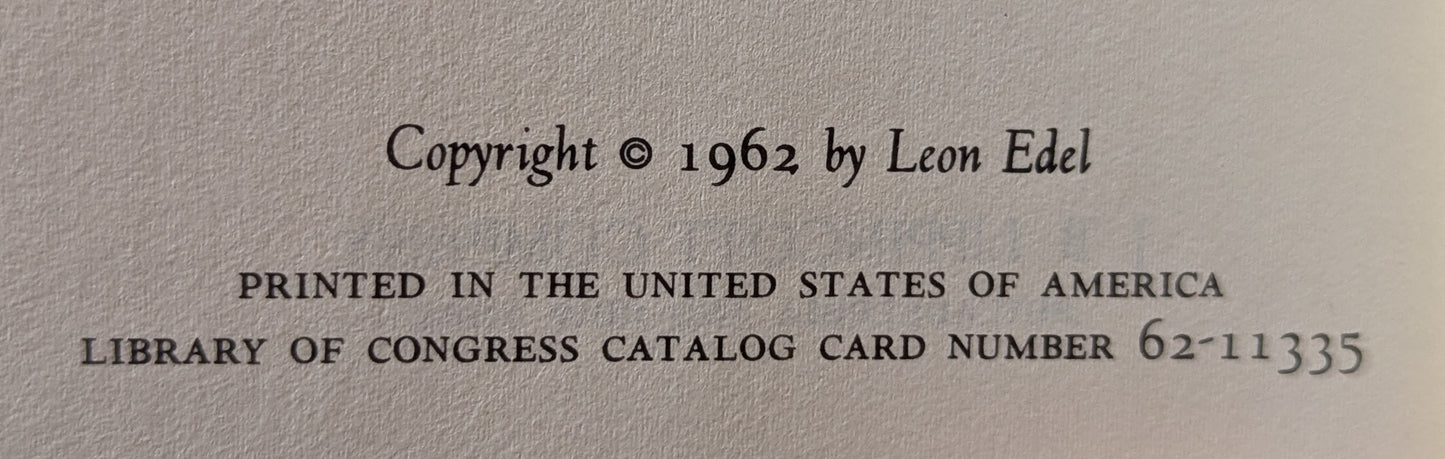 Copyright © 1962 by Leon Edel
PRINTED IN THE UNITED STATES OF AMERICA
LIBRARY OF CONGRESS CATALOG CARD NUMBER 62-11335